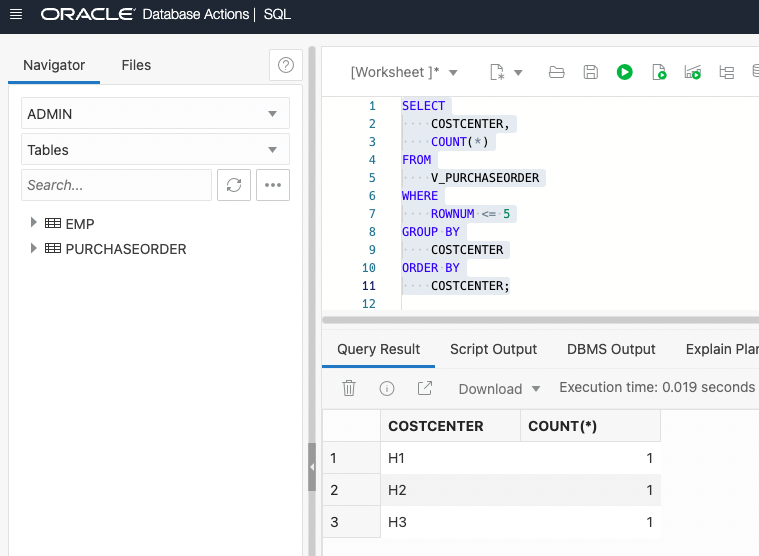 ORACLE Database Actions | SQL
Navigator Files
ADMIN
Tables
Search...
EMP
PURCHASEORDER
[Worksheet ]*
1 SELECT
2 ····COSTCENTER,
3 ····COUNT(*)
4 FROM
5 ····V_PURCHASEORDER
6 WHERE
7 ····ROWNUM·<=·5
8 GROUP·BY
9 ····COSTCENTER
10 ORDER·BY
11 ····COSTCENTER;
12
Query Result Script Output DBMS Output Explain Plan
Download Execution time: 0.019 seconds
COSTCENTER COUNT(*)
1 H1 1
2 H2 1
3 H3 1